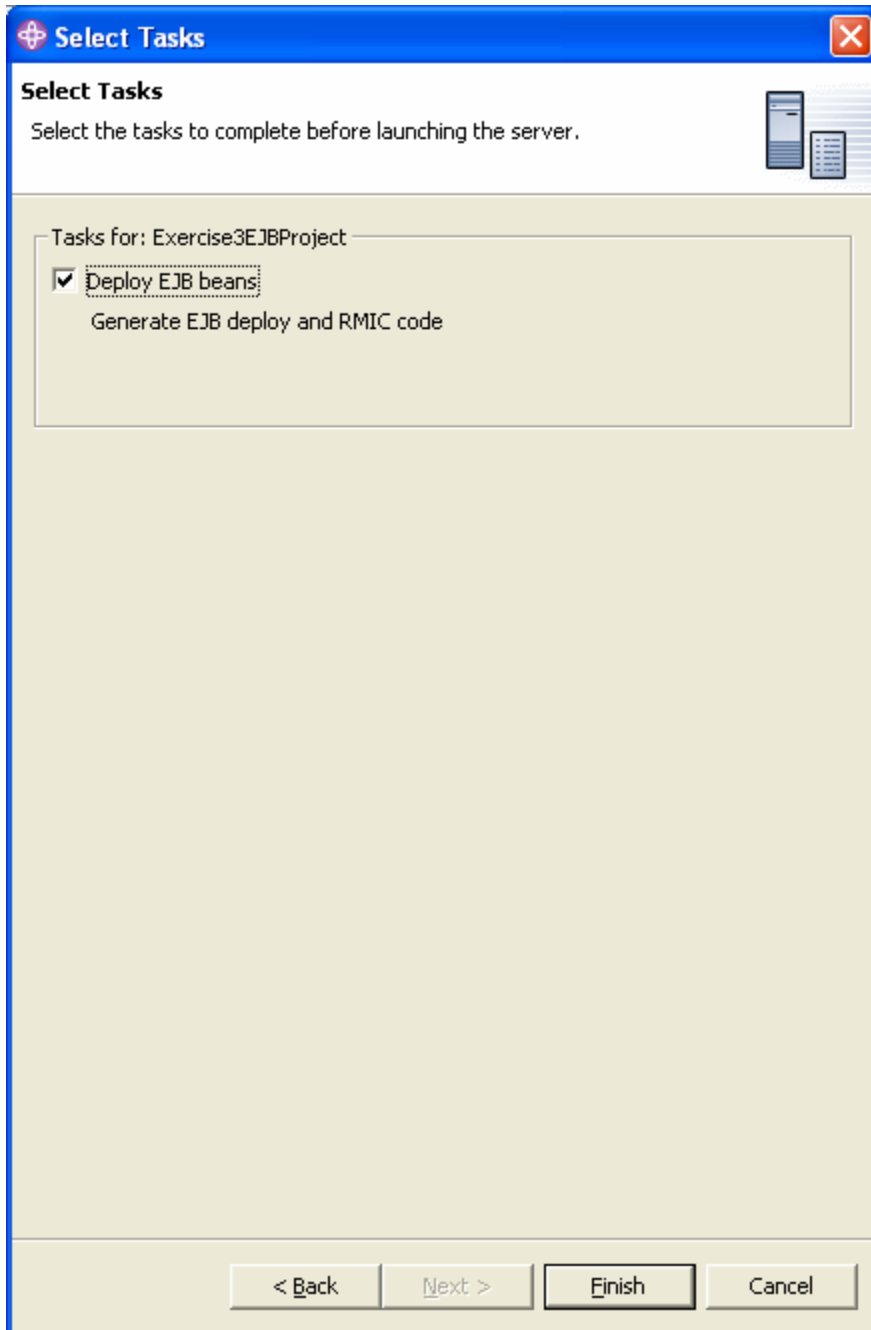 Select Tasks
Select Tasks
Select the tasks to complete before launching the server.
Tasks for: Exercise3EJBProject
Deploy EJB beans
Generate EJB deploy and RMIC code
< Back
Next >
Finish
Cancel